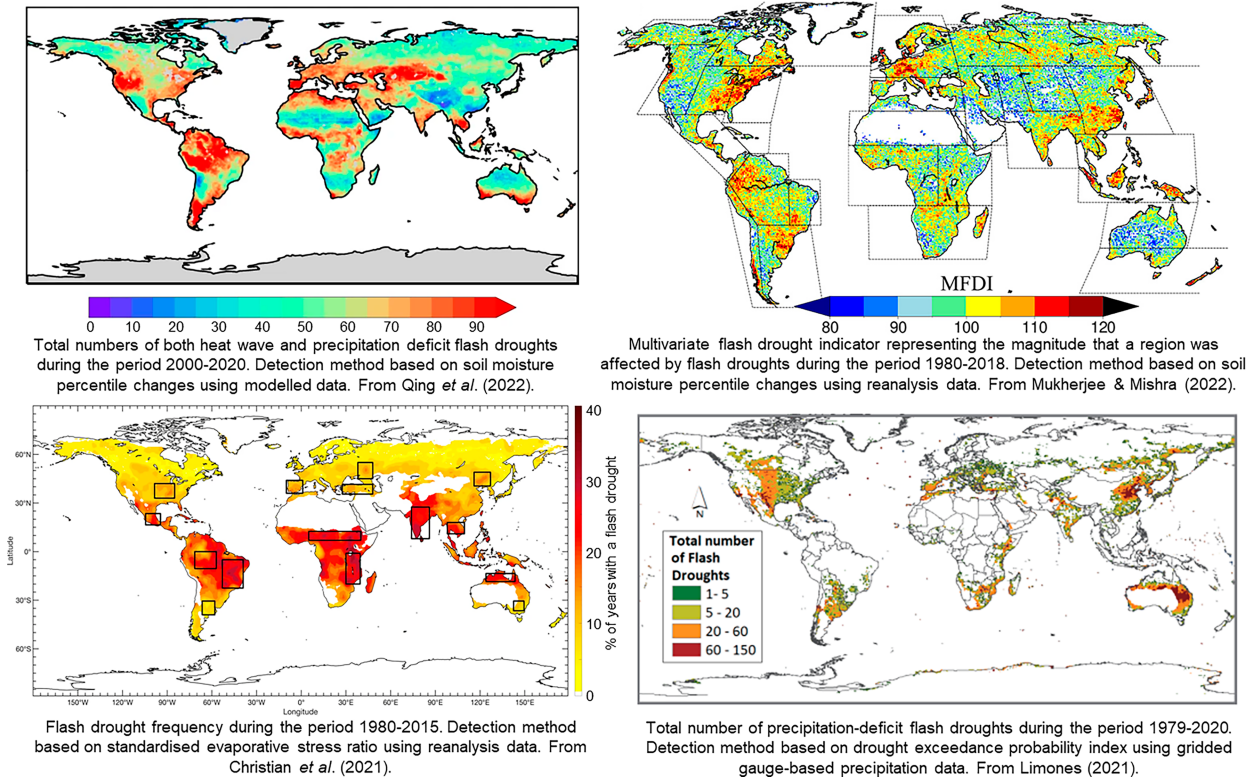 0 10 20 30 40 50 60 70 80 90
Total numbers of both heat wave and precipitation deficit flash droughts
during the period 2000-2020. Detection method based on soil moisture
percentile changes using modelled data. From Qing et al. (2022).
MFDI
80 90 100 110 120
Multivariate flash drought indicator representing the magnitude that a region was
affected by flash droughts during the period 1980-2018. Detection method based on soil
moisture percentile changes using reanalysis data. From Mukherjee & Mishra (2022).
60°N
30°N
0°
30°S
60°S
Latitude
150°W 120°W 90°W 60°W 30°W 0° 30°E 60°E 90°E 120°E 150°E
Longitude
40
30
20
10
0
% of years with a flash drought
Flash drought frequency during the period 1980-2015. Detection method
based on standardised evaporative stress ratio using reanalysis data. From
Christian et al. (2021).
N
Total number
of Flash
Droughts
1- 5
5 - 20
20 - 60
60 - 150
Total number of precipitation-deficit flash droughts during the period 1979-2020.
Detection method based on drought exceedance probability index using gridded
gauge-based precipitation data. From Limones (2021).